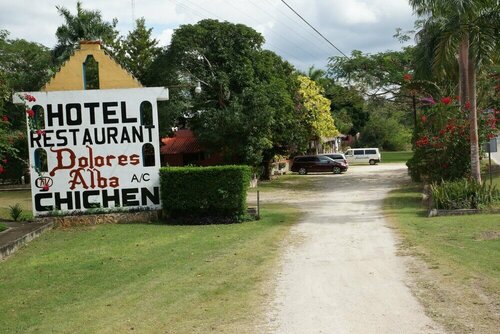 HOTEL
RESTAURANT
Dolores
Alba A/C
CHICHEN